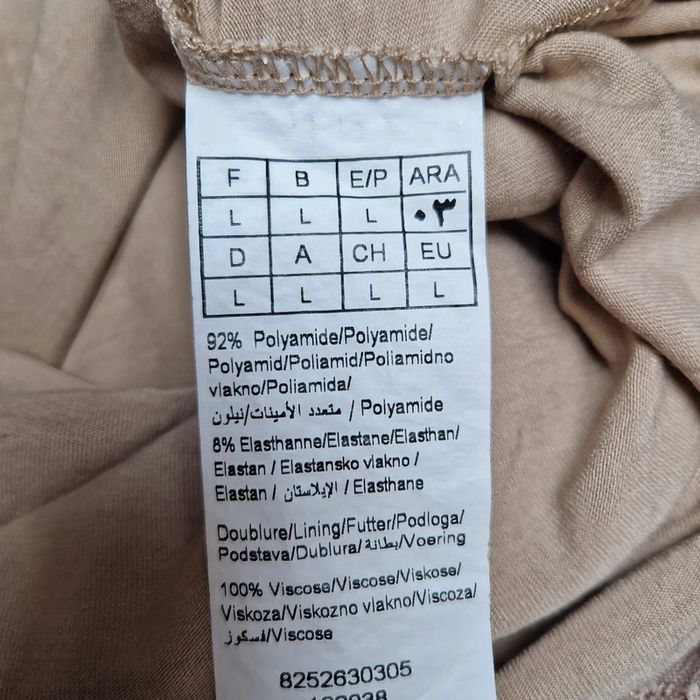 F B E/P ARA
L L L ٠٣
D A CH EU
L L L L
92% Polyamide/Polyamide/
Polyamid/Poliamid/Poliamidno
vlakno/Poliamida/
متعدد الأمينات/نيلون / Polyamide
8% Elasthanne/Elastane/Elasthan/
Elastan / Elastansko vlakno /
Elastan / الإيلاستان / Elasthane
Doublure/Lining/Futter/Podloga/
Podstava/Dublura/بطانة/Voering
100% Viscose/Viscose/Viskose/
Viskoza/Viskozno vlakno/Viscoza/
فسكوز/Viscose
8252630305